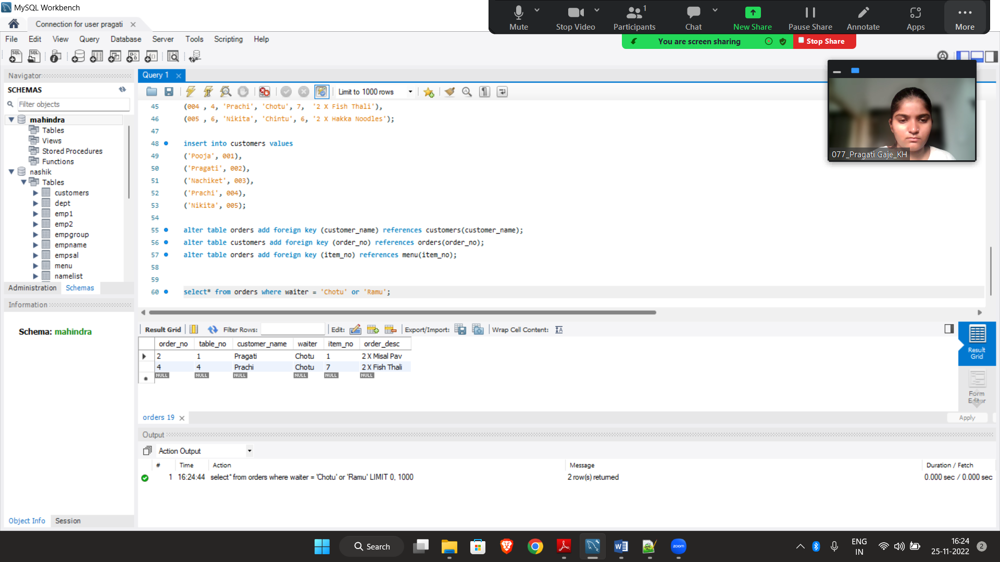 MySQL Workbench
Connection for user pragati
File Edit View Query Database Server Tools Scripting Help
Mute Stop Video Participants 1 Chat New Share Pause Share Annotate Apps More
You are screen sharing Stop Share
077_Pragati Gaje_KH
Navigator
SCHEMAS
Filter objects
mahindra
Tables
Views
Stored Procedures
Functions
nashik
Tables
customers
dept
emp1
emp2
empgroup
empname
empsal
menu
namelist
Administration Schemas
Information
Schema: mahindra
Object Info Session
Query 1
Limit to 1000 rows
45 (004 , 4, 'Prachi', 'Chotu', 7,  '2 X Fish Thali'),
46 (005 , 6, 'Nikita', 'Chintu', 6, '2 X Hakka Noodles');
47
48 insert into customers values
49 ('Pooja', 001),
50 ('Pragati', 002),
51 ('Nachiket', 003),
52 ('Prachi', 004),
53 ('Nikita', 005);
54
55 alter table orders add foreign key (customer_name) references customers(customer_name);
56 alter table customers add foreign key (order_no) references orders(order_no);
57 alter table orders add foreign key (item_no) references menu(item_no);
58
59
60 select* from orders where waiter = 'Chotu' or 'Ramu';
Result Grid Filter Rows: Edit: Export/Import: Wrap Cell Content:
order_no table_no customer_name waiter item_no order_desc
2 1 Pragati Chotu 1 2 X Misal Pav
4 4 Prachi Chotu 7 2 X Fish Thali
NULL NULL NULL NULL NULL NULL
Result Grid
Form Editor
orders 19
Apply
Output
Action Output
# Time Action Message Duration / Fetch
1 16:24:44 select* from orders where waiter = 'Chotu' or 'Ramu' LIMIT 0, 1000 2 row(s) returned 0.000 sec / 0.000 sec
Search
zoom
ENG IN
16:24
25-11-2022
2